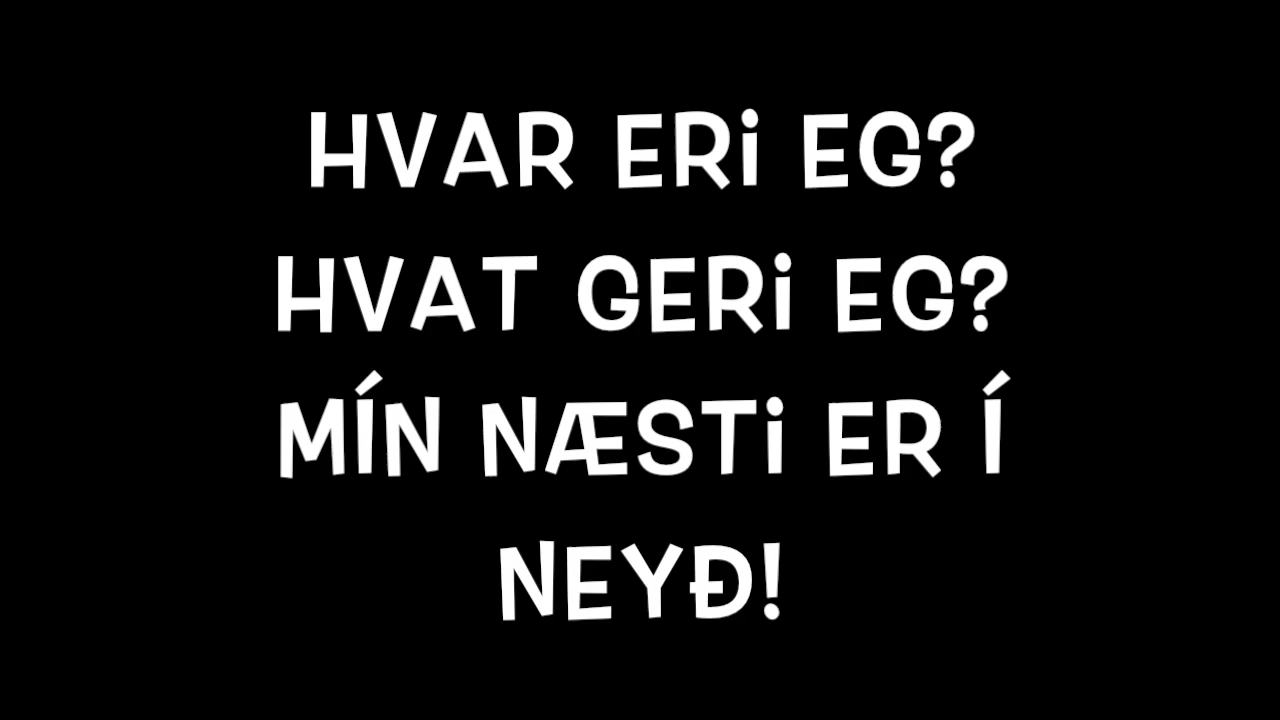 HVAR ERi EG?
HVAT GERi EG?
MÍN NÆSTi ER Í
NEYÐ!